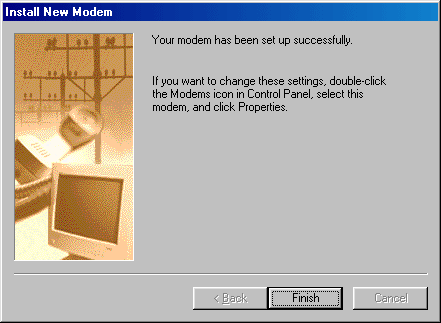 Install New Modem
Your modem has been set up successfully.
If you want to change these settings, double-click
the Modems icon in Control Panel, select this
modem, and click Properties.
< Back
Finish
Cancel